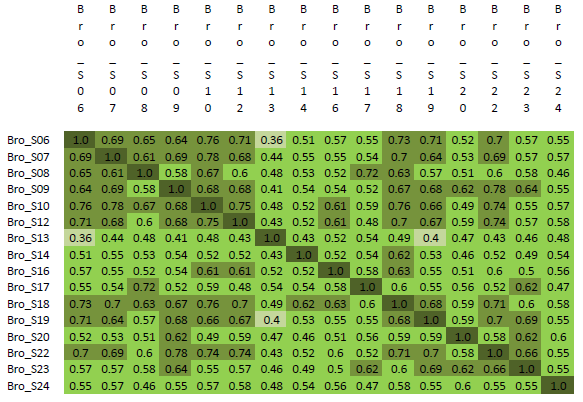 Bro_S06 Bro_S07 Bro_S08 Bro_S09 Bro_S10 Bro_S12 Bro_S13 Bro_S14 Bro_S16 Bro_S17 Bro_S18 Bro_S19 Bro_S20 Bro_S22 Bro_S23 Bro_S24
Bro_S06 1.0 0.69 0.65 0.64 0.76 0.71 0.36 0.51 0.57 0.55 0.73 0.71 0.52 0.7 0.57 0.55
Bro_S07 0.69 1.0 0.61 0.69 0.78 0.68 0.44 0.55 0.55 0.54 0.7 0.64 0.53 0.69 0.57 0.57
Bro_S08 0.65 0.61 1.0 0.58 0.67 0.6 0.48 0.53 0.52 0.72 0.63 0.57 0.51 0.6 0.58 0.46
Bro_S09 0.64 0.69 0.58 1.0 0.68 0.68 0.41 0.54 0.54 0.52 0.67 0.68 0.62 0.78 0.64 0.55
Bro_S10 0.76 0.78 0.67 0.68 1.0 0.75 0.48 0.52 0.61 0.59 0.76 0.66 0.49 0.74 0.55 0.57
Bro_S12 0.71 0.68 0.6 0.68 0.75 1.0 0.43 0.52 0.61 0.48 0.7 0.67 0.59 0.74 0.57 0.58
Bro_S13 0.36 0.44 0.48 0.41 0.48 0.43 1.0 0.43 0.52 0.54 0.49 0.4 0.47 0.43 0.46 0.48
Bro_S14 0.51 0.55 0.53 0.54 0.52 0.52 0.43 1.0 0.52 0.54 0.62 0.53 0.46 0.52 0.49 0.54
Bro_S16 0.57 0.55 0.52 0.54 0.61 0.61 0.52 0.52 1.0 0.58 0.63 0.55 0.51 0.6 0.5 0.56
Bro_S17 0.55 0.54 0.72 0.52 0.59 0.48 0.54 0.54 0.58 1.0 0.6 0.55 0.56 0.52 0.62 0.47
Bro_S18 0.73 0.7 0.63 0.67 0.76 0.7 0.49 0.62 0.63 0.6 1.0 0.68 0.59 0.71 0.6 0.58
Bro_S19 0.71 0.64 0.57 0.68 0.66 0.67 0.4 0.53 0.55 0.55 0.68 1.0 0.59 0.7 0.69 0.55
Bro_S20 0.52 0.53 0.51 0.62 0.49 0.59 0.47 0.46 0.51 0.56 0.59 0.59 1.0 0.58 0.62 0.6
Bro_S22 0.7 0.69 0.6 0.78 0.74 0.74 0.43 0.52 0.6 0.52 0.71 0.7 0.58 1.0 0.66 0.55
Bro_S23 0.57 0.57 0.58 0.64 0.55 0.57 0.46 0.49 0.5 0.62 0.6 0.69 0.62 0.66 1.0 0.55
Bro_S24 0.55 0.57 0.46 0.55 0.57 0.58 0.48 0.54 0.56 0.47 0.58 0.55 0.6 0.55 0.55 1.0